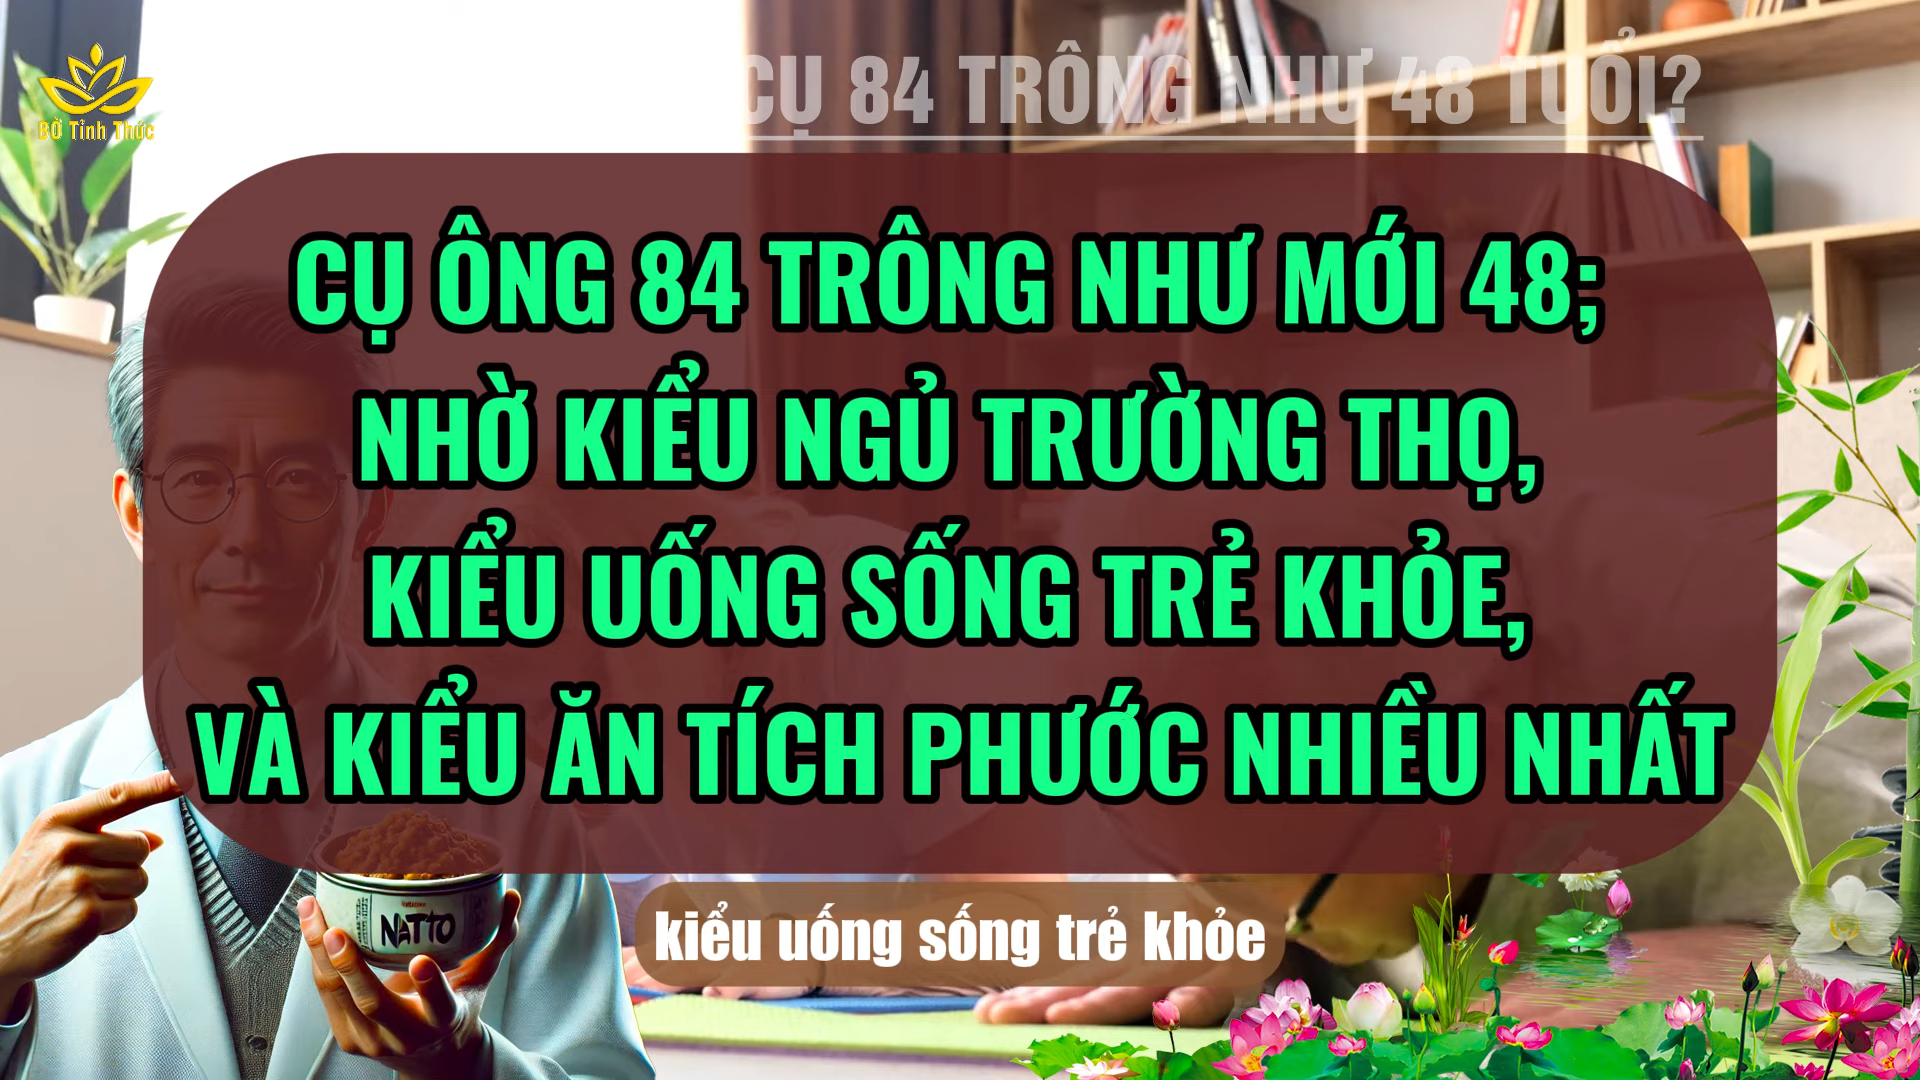 CỤ 84 TRÔNG NHƯ 48 TUỔI?
BỜ Tỉnh Thức
CỤ ÔNG 84 TRÔNG NHƯ MỚI 48;
NHỜ KIỂU NGỦ TRƯỜNG THỌ,
KIỂU UỐNG SỐNG TRẺ KHỎE,
VÀ KIỂU ĂN TÍCH PHƯỚC NHIỀU NHẤT
NATTO
kiểu uống sống trẻ khỏe